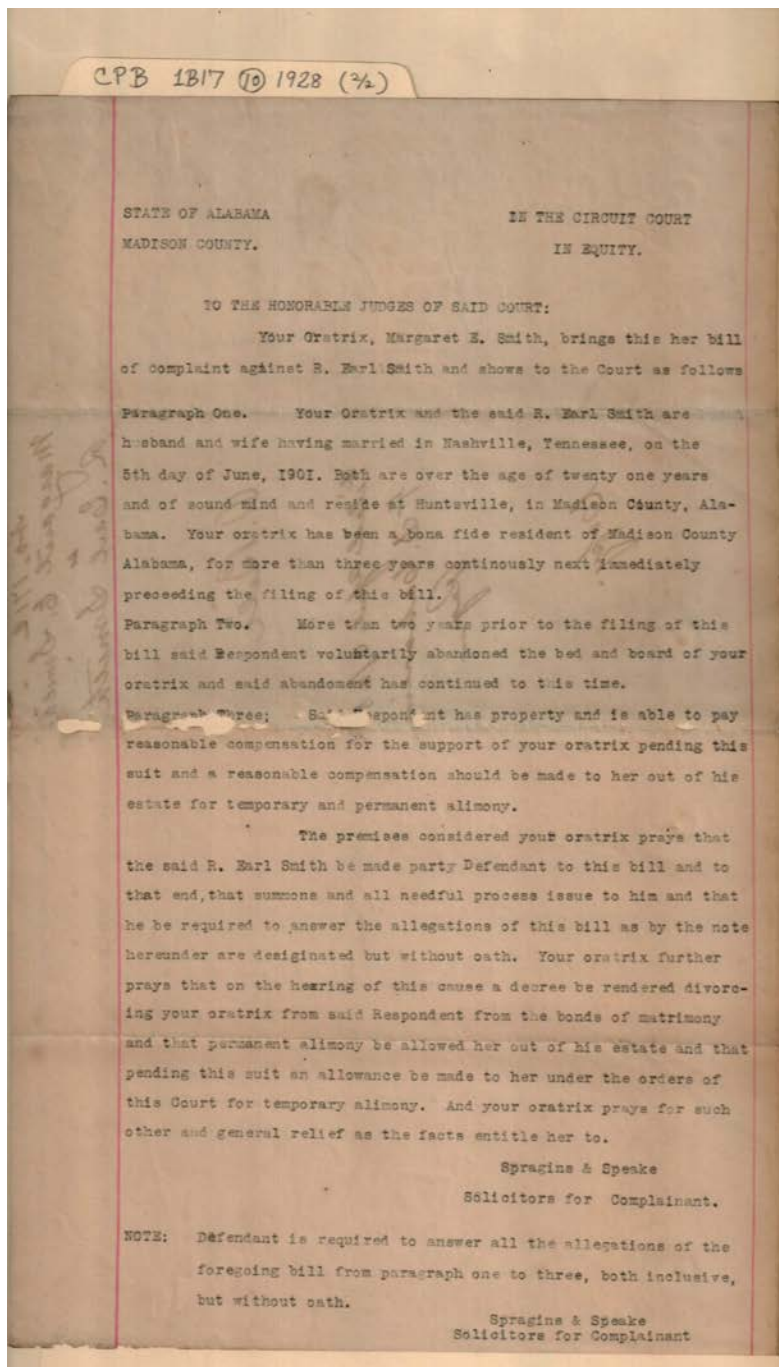 CPB 1B17 ⑩ 1928 (2/2)
STATE OF ALABAMA IN THE CIRCUIT COURT
MADISON COUNTY. IN EQUITY.
TO THE HONORABLE JUDGES OF SAID COURT:
Your Oratrix, Margaret E. Smith, brings this her bill
of complaint against R. Earl Smith and shows to the Court as follows
Paragraph One. Your Oratrix and the said R. Earl Smith are
husband and wife having married in Nashville, Tennessee, on the
5th day of June, 1901. Both are over the age of twenty one years
and of sound mind and reside at Huntsville, in Madison County, Ala-
bama. Your oratrix has been a bona fide resident of Madison County
Alabama, for more than three years continously next immediately
preceeding the filing of this bill.
Paragraph Two. More than two years prior to the filing of this
bill said Respondent voluntarily abandoned the bed and board of your
oratrix and said abandoment has continued to this time.
Paragraph Three; Said Respondent has property and is able to pay
reasonable compensation for the support of your oratrix pending this
suit and a reasonable compensation should be made to her out of his
estate for temporary and permanent alimony.
The premises considered your oratrix prays that
the said R. Earl Smith be made party Defendant to this bill and to
that end, that summons and all needful process issue to him and that
he be required to answer the allegations of this bill as by the note
hereunder are desiginated but without oath. Your oratrix further
prays that on the hearing of this cause a decree be rendered divorc-
ing your oratrix from said Respondent from the bonds of matrimony
and that permanent alimony be allowed her out of his estate and that
pending this suit an allowance be made to her under the orders of
this Court for temporary alimony. And your oratrix prays for such
other and general relief as the facts entitle her to.
Spragins & Speake
Solicitors for Complainant.
NOTE: Defendant is required to answer all the allegations of the
foregoing bill from paragraph one to three, both inclusive,
but without oath.
Spragins & Speake
Solicitors for Complainant